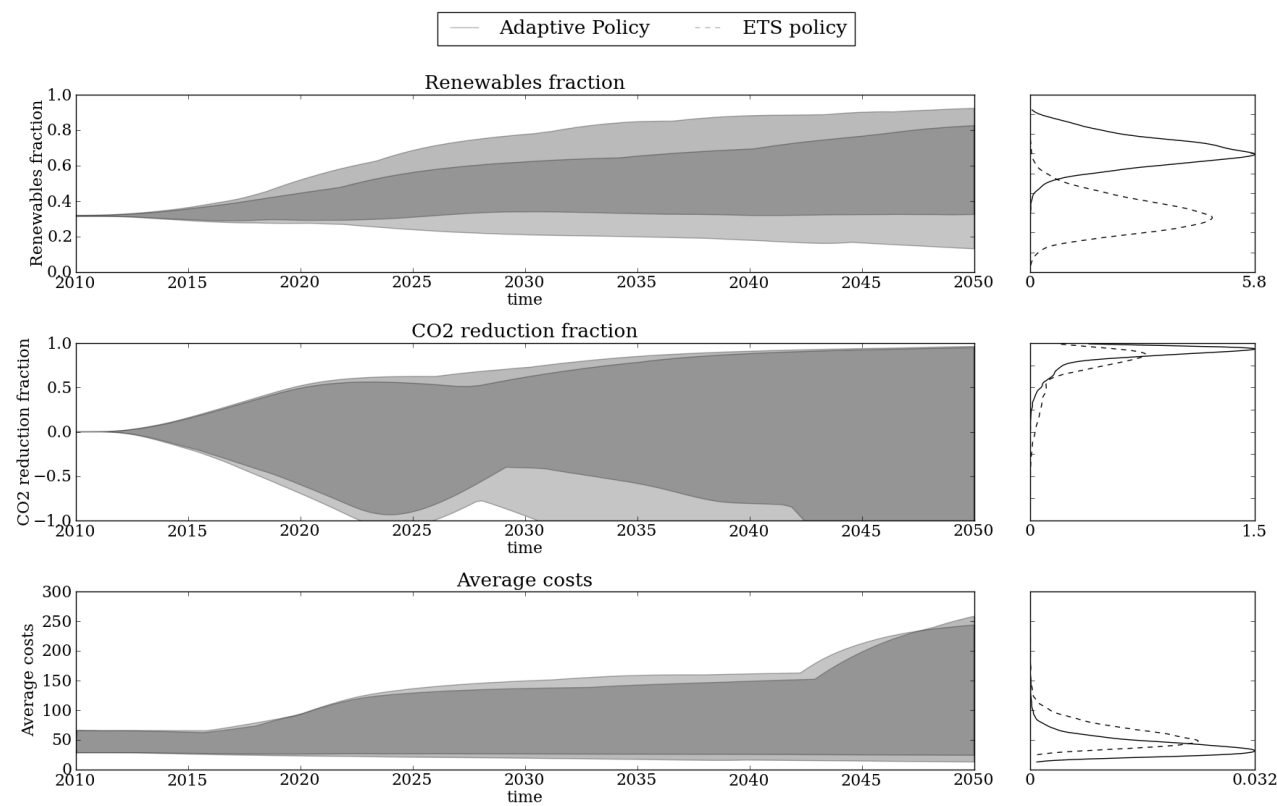 Adaptive Policy ETS policy
Renewables fraction
Renewables fraction
1.0
0.8
0.6
0.4
0.2
0.0
2010 2015 2020 2025 2030 2035 2040 2045 2050
time
0 5.8
CO2 reduction fraction
CO2 reduction fraction
1.0
0.5
0.0
−0.5
−1.0
2010 2015 2020 2025 2030 2035 2040 2045 2050
time
0 1.5
Average costs
Average costs
300
250
200
150
100
50
0
2010 2015 2020 2025 2030 2035 2040 2045 2050
time
0 0.032